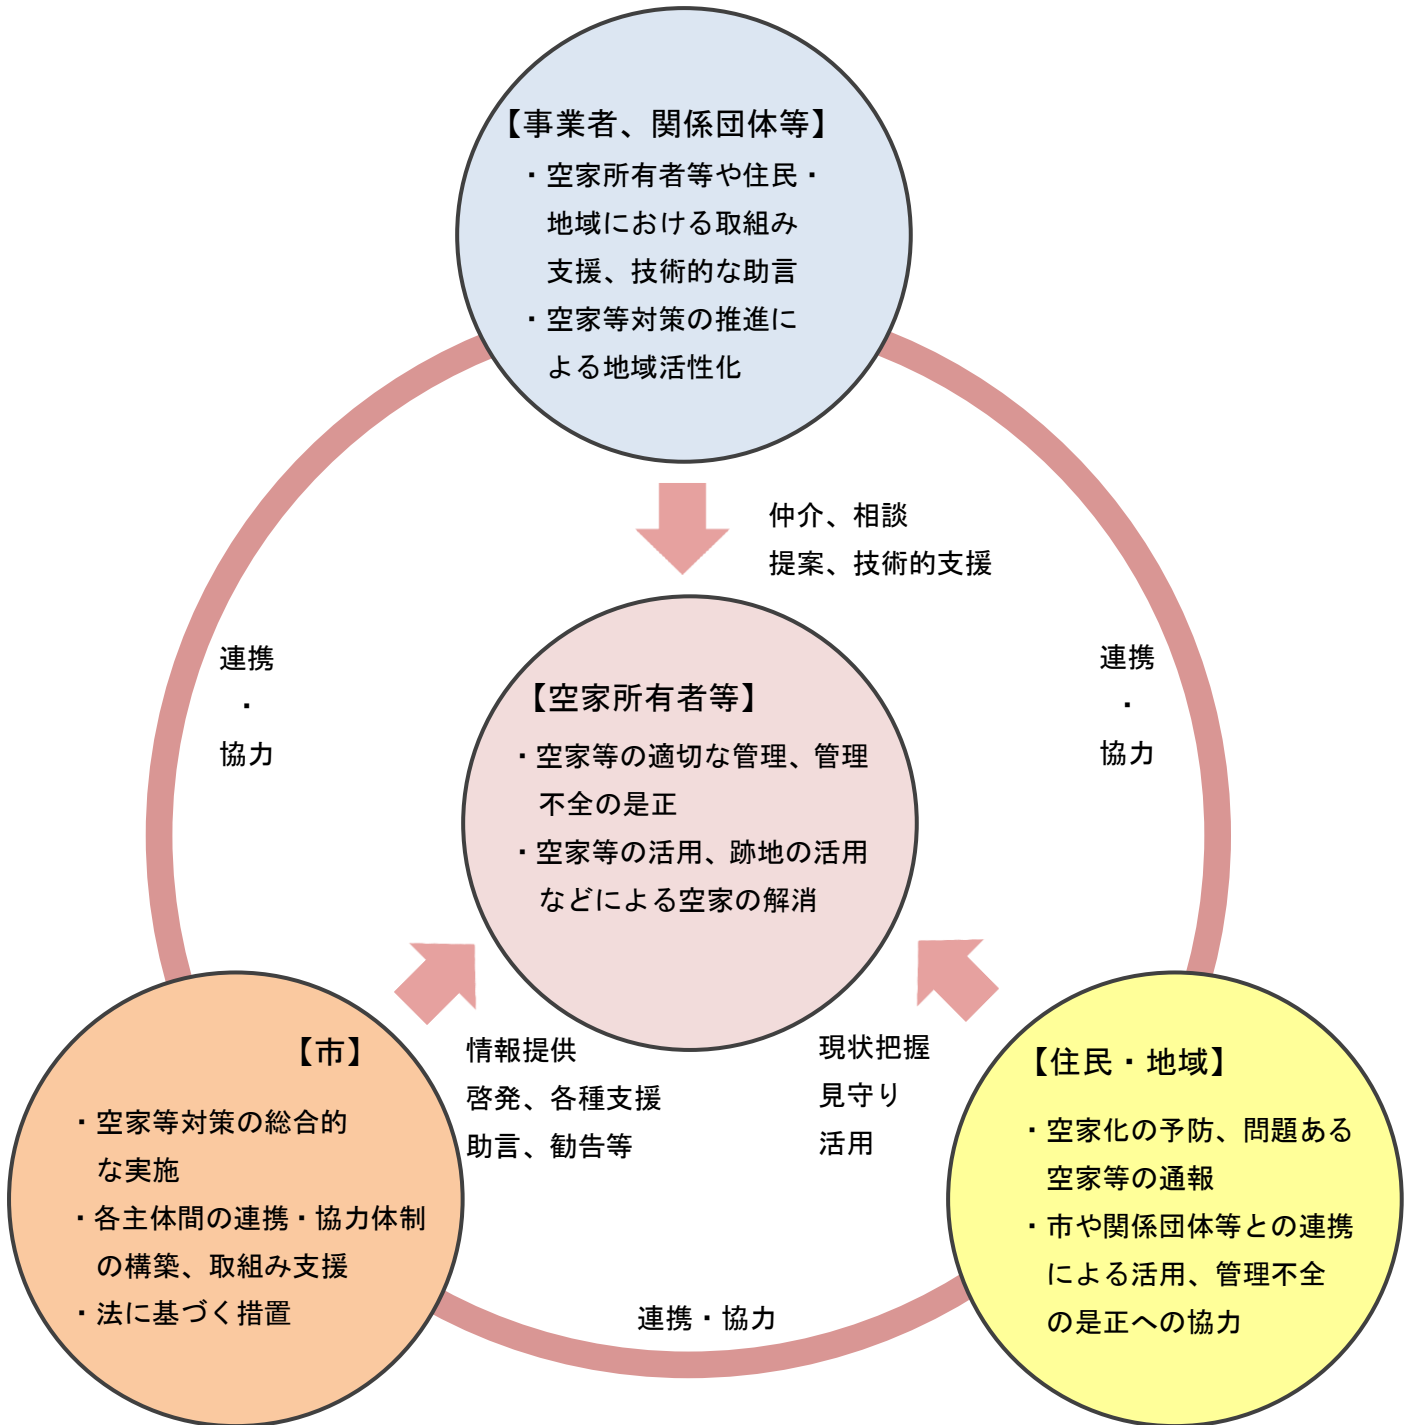 【事業者、関係団体等】
・空家所有者等や住民・
地域における取組み
支援、技術的な助言
・空家等対策の推進に
よる地域活性化
仲介、相談
提案、技術的支援
連携
・
協力
連携
・
協力
【空家所有者等】
・空家等の適切な管理、管理
不全の是正
・空家等の活用、跡地の活用
などによる空家の解消
【市】
・空家等対策の総合的
な実施
・各主体間の連携・協力体制
の構築、取組み支援
・法に基づく措置
情報提供
啓発、各種支援
助言、勧告等
現状把握
見守り
活用
【住民・地域】
・空家化の予防、問題ある
空家等の通報
・市や関係団体等との連携
による活用、管理不全
の是正への協力
連携・協力